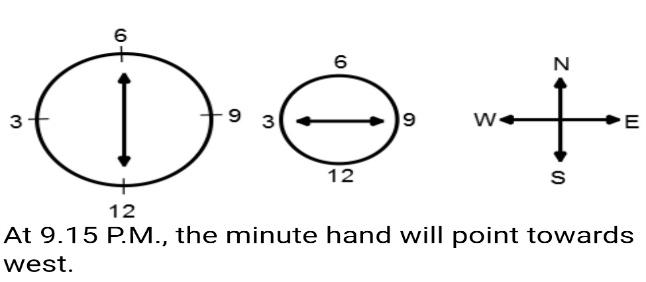 6
3
9
12
6
3
9
12
N
W
E
S
At 9.15 P.M., the minute hand will point towards
west.